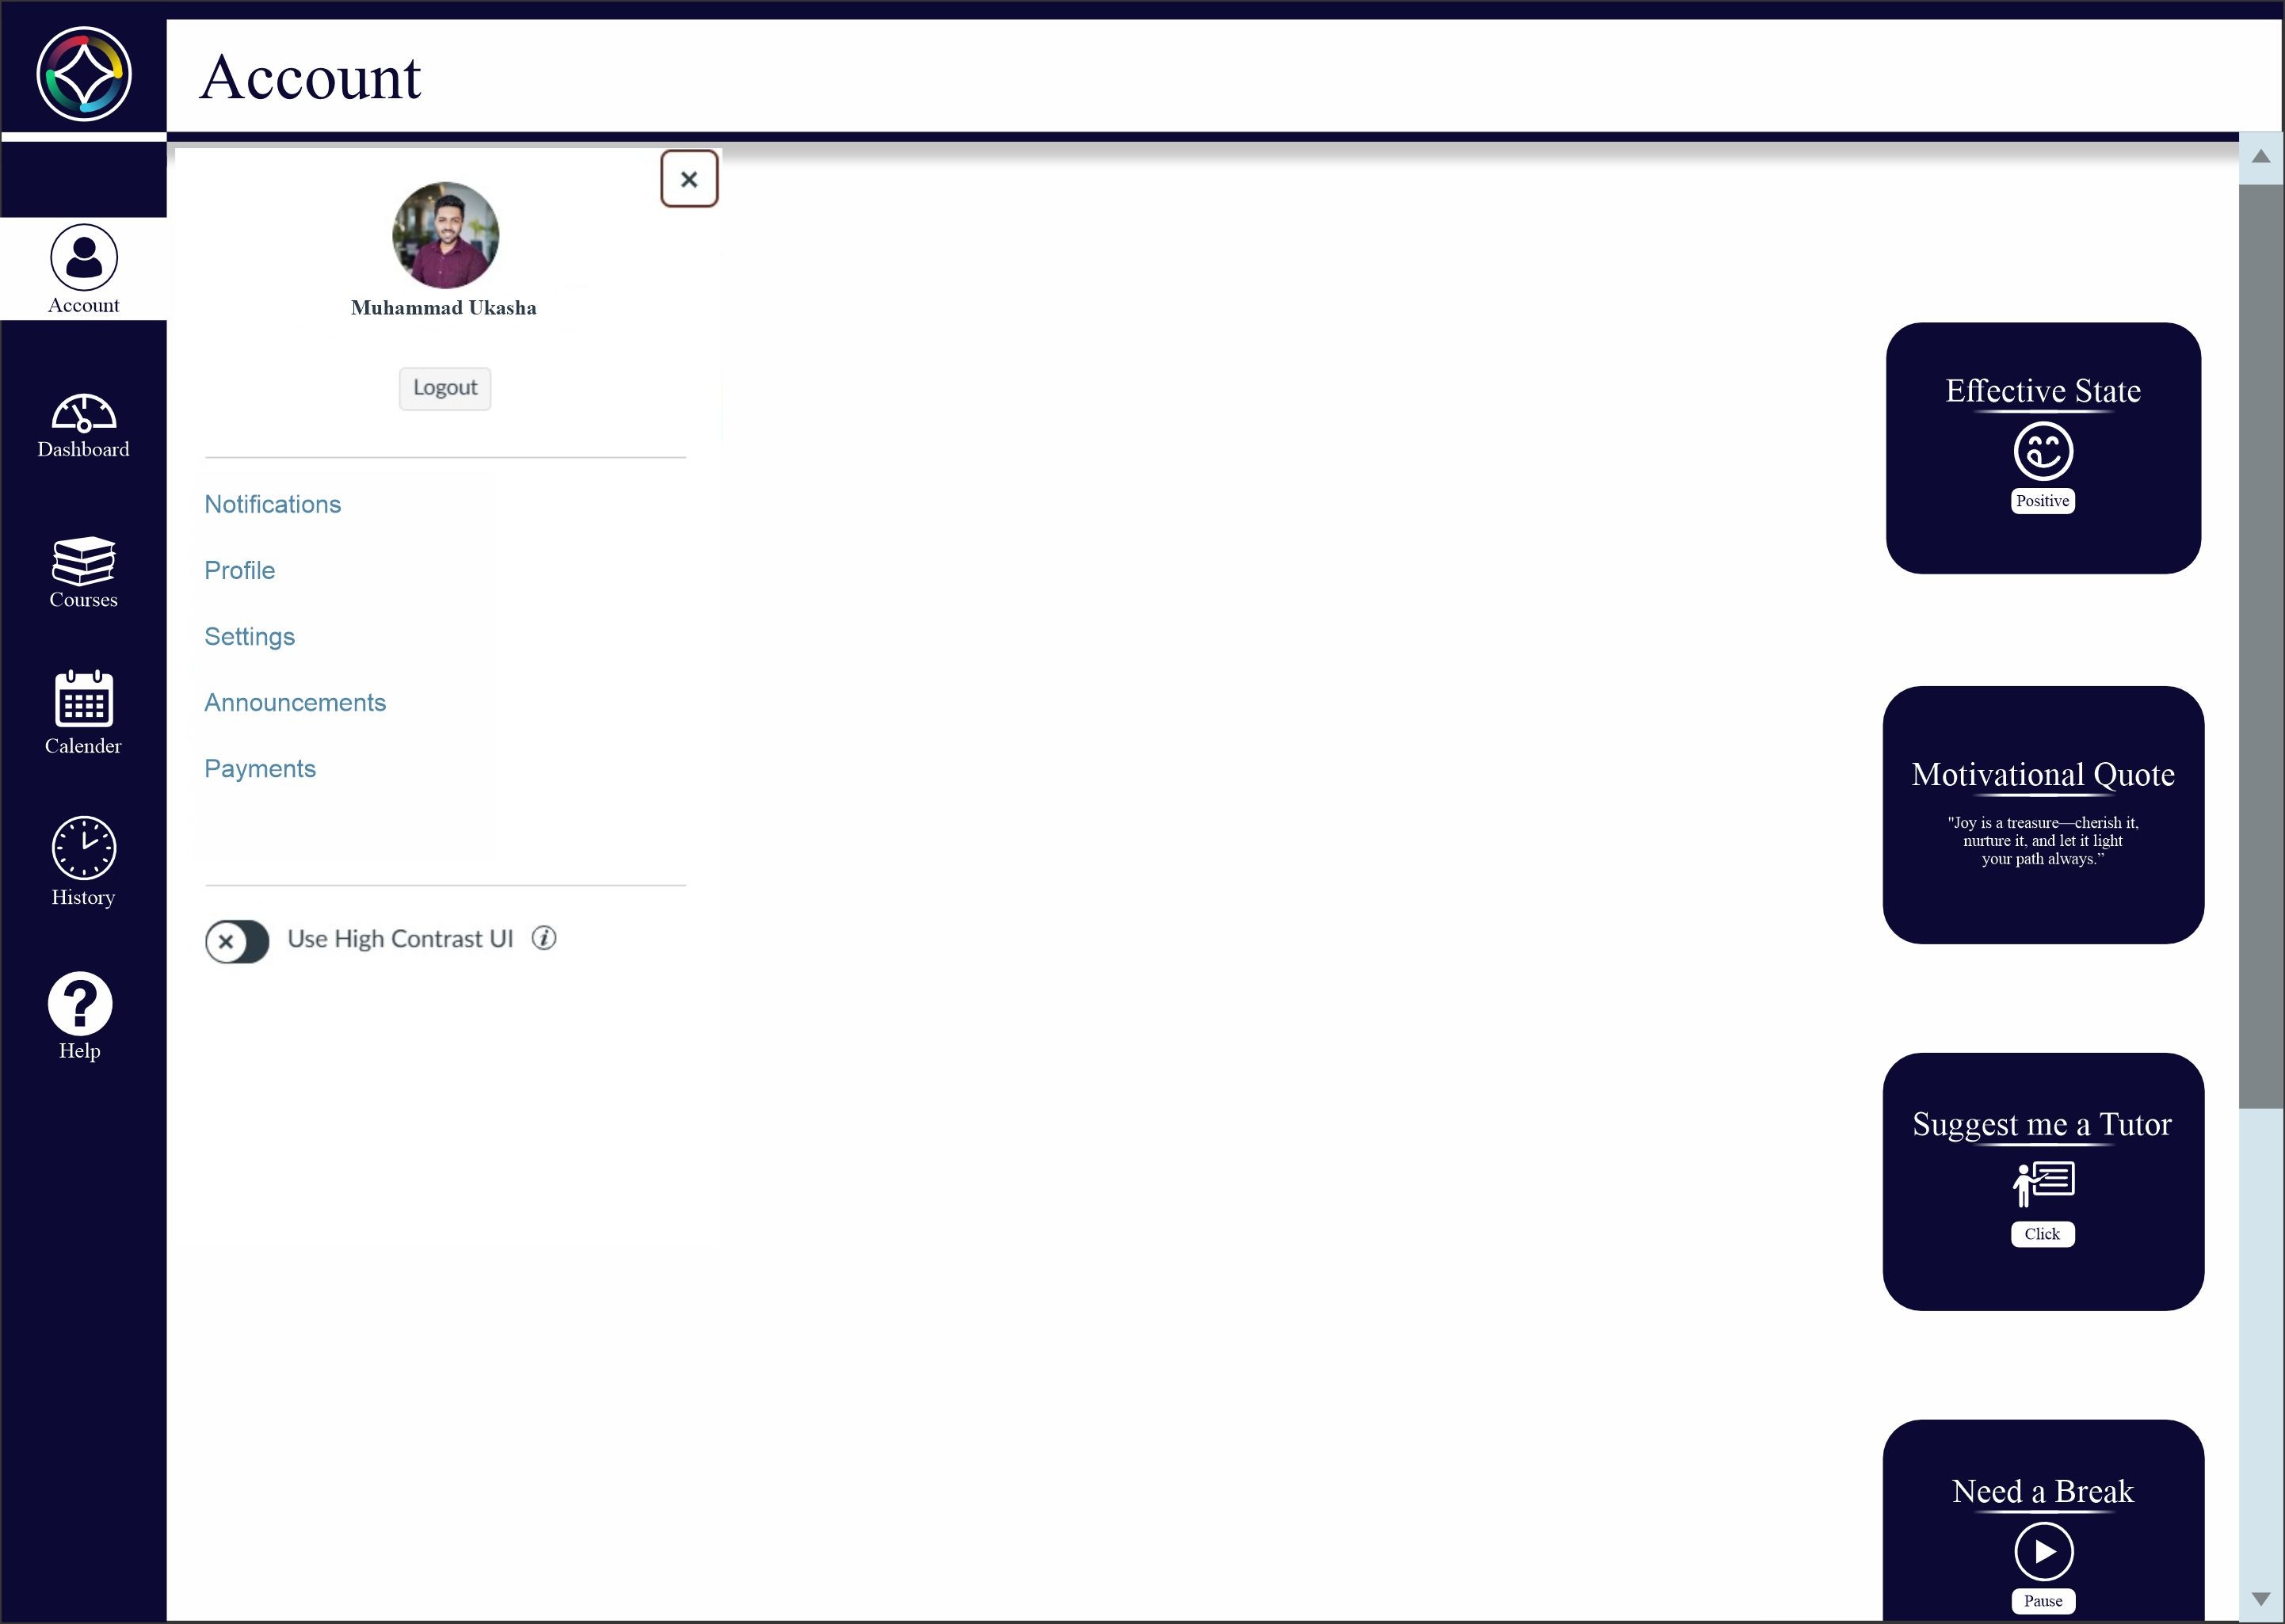 Account
Account
Dashboard
Courses
Calender
History
Help
Muhammad Ukasha
Logout
Notifications
Profile
Settings
Announcements
Payments
Use High Contrast UI
Effective State
Positive
Motivational Quote
"Joy is a treasure—cherish it,
nurture it, and let it light
your path always.”
Suggest me a Tutor
Click
Need a Break
Pause